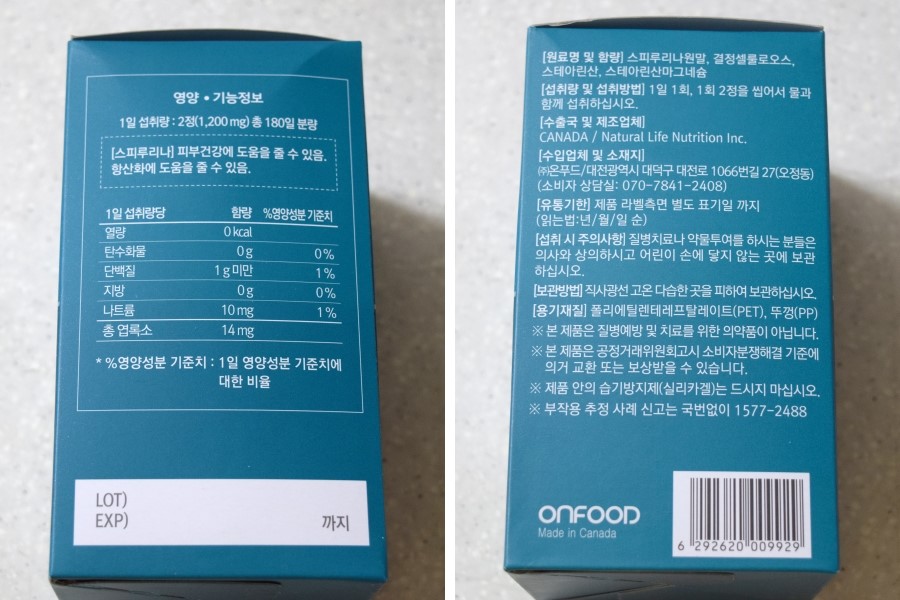 영양 • 기능정보
1일 섭취량 : 2정(1,200 mg) 총 180일 분량
[스피루리나] 피부건강에 도움을 줄 수 있음.
항산화에 도움을 줄 수 있음.
1일 섭취량당 함량 %영양성분 기준치
열량 0 kcal
탄수화물 0 g 0%
단백질 1 g 미만 1%
지방 0 g 0%
나트륨 10 mg 1%
총 엽록소 14 mg
* %영양성분 기준치 : 1일 영양성분 기준치에
대한 비율
LOT)
EXP) 까지
[원료명 및 함량] 스피루리나원말, 결정셀룰로오스,
스테아린산, 스테아린산마그네슘
[섭취량 및 섭취방법] 1일 1회, 1회 2정을 씹어서 물과
함께 섭취하십시오.
[수출국 및 제조업체]
CANADA / Natural Life Nutrition Inc.
[수입업체 및 소재지]
㈜온푸드/대전광역시 대덕구 대전로 1066번길 27(오정동)
(소비자 상담실: 070-7841-2408)
[유통기한] 제품 라벨측면 별도 표기일 까지
(읽는법:년/월/일 순)
[섭취 시 주의사항] 질병치료나 약물투여를 하시는 분들은
의사와 상의하시고 어린이 손에 닿지 않는 곳에 보관
하십시오.
[보관방법] 직사광선 고온 다습한 곳을 피하여 보관하십시오.
[용기재질] 폴리에틸렌테레프탈레이트(PET), 뚜껑(PP)
※ 본 제품은 질병예방 및 치료를 위한 의약품이 아닙니다.
※ 본 제품은 공정거래위원회고시 소비자분쟁해결 기준에
의거 교환 또는 보상받을 수 있습니다.
※ 제품 안의 습기방지제(실리카겔)는 드시지 마십시오.
※ 부작용 추정 사례 신고는 국번없이 1577-2488
ONFOOD
Made in Canada
6 292620 009929